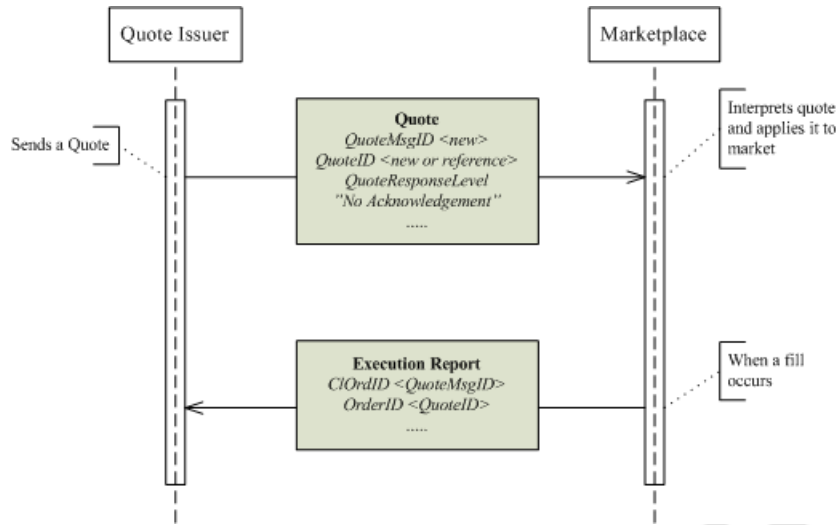 Quote Issuer
Marketplace
Sends a Quote
Quote
QuoteMsgID <new>
QuoteID <new or reference>
QuoteResponseLevel
”No Acknowledgement”
.....
Interprets quote
and applies it to
market
Execution Report
ClOrdID <QuoteMsgID>
OrderID <QuoteID>
.....
When a fill
occurs